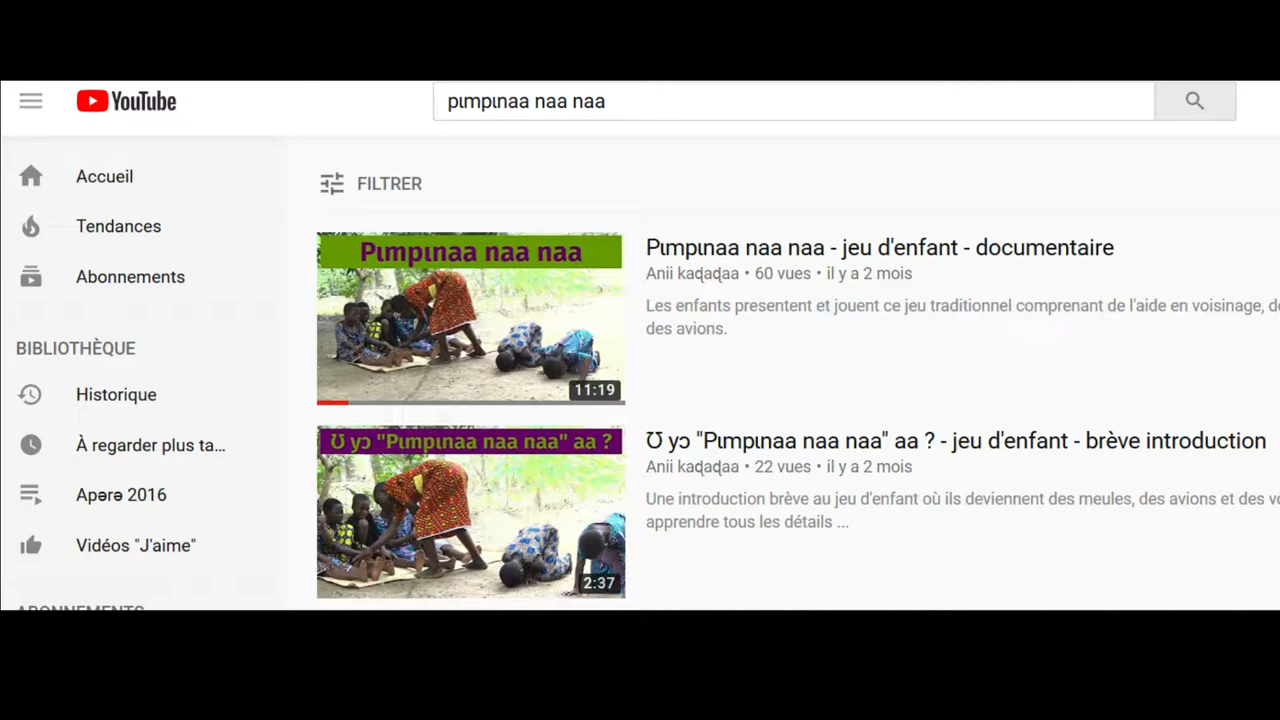 YouTube
pɩmpɩnaa naa naa
Accueil
Tendances
Abonnements
BIBLIOTHÈQUE
Historique
À regarder plus ta...
Apərə 2016
Vidéos "J'aime"
ABONNEMENTS
FILTRER
Pɩmpɩnaa naa naa
11:19
Pɩmpɩnaa naa naa - jeu d'enfant - documentaire
Anii kaɖaɖaa • 60 vues • il y a 2 mois
Les enfants presentent et jouent ce jeu traditionnel comprenant de l'aide en voisinage, de
des avions.
Ʊ yɔ "Pɩmpɩnaa naa naa" aa ?
2:37
Ʊ yɔ "Pɩmpɩnaa naa naa" aa ? - jeu d'enfant - brève introduction
Anii kaɖaɖaa • 22 vues • il y a 2 mois
Une introduction brève au jeu d'enfant où ils deviennent des meules, des avions et des vo
apprendre tous les détails ...